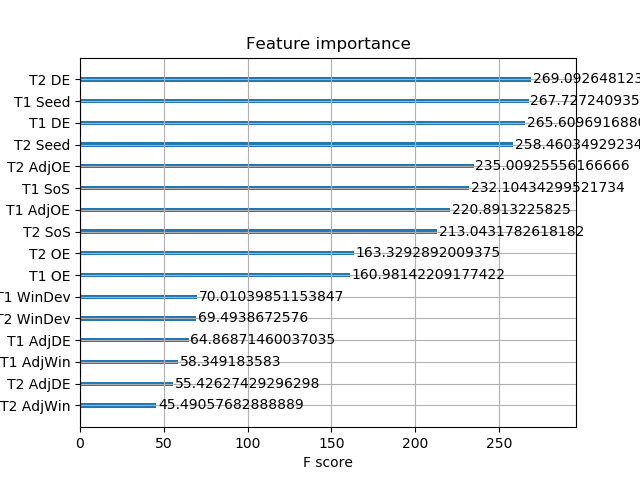 Feature importance
T2 DE 269.092648123
T1 Seed 267.727240935
T1 DE 265.6096916880
T2 Seed 258.46034929234
T2 AdjOE 235.00925556166666
T1 SoS 232.10434299521734
T1 AdjOE 220.8913225825
T2 SoS 213.0431782618182
T2 OE 163.3292892009375
T1 OE 160.98142209177422
T1 WinDev 70.01039851153847
T2 WinDev 69.4938672576
T1 AdjDE 64.86871460037035
T1 AdjWin 58.349183583
T2 AdjDE 55.42627429296298
T2 AdjWin 45.49057682888889
0 50 100 150 200 250
F score